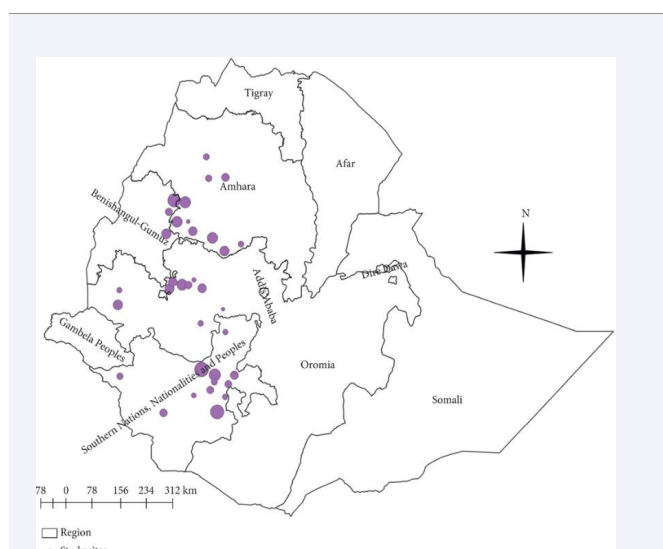 Tigray
Afar
Amhara
N
Benishangul-Gumuz
Dire Dawa
Addis Ababa
Gambela Peoples
Southern Nations, Nationalities and Peoples
Oromia
Somali
78 0 78 156 234 312 km
Region